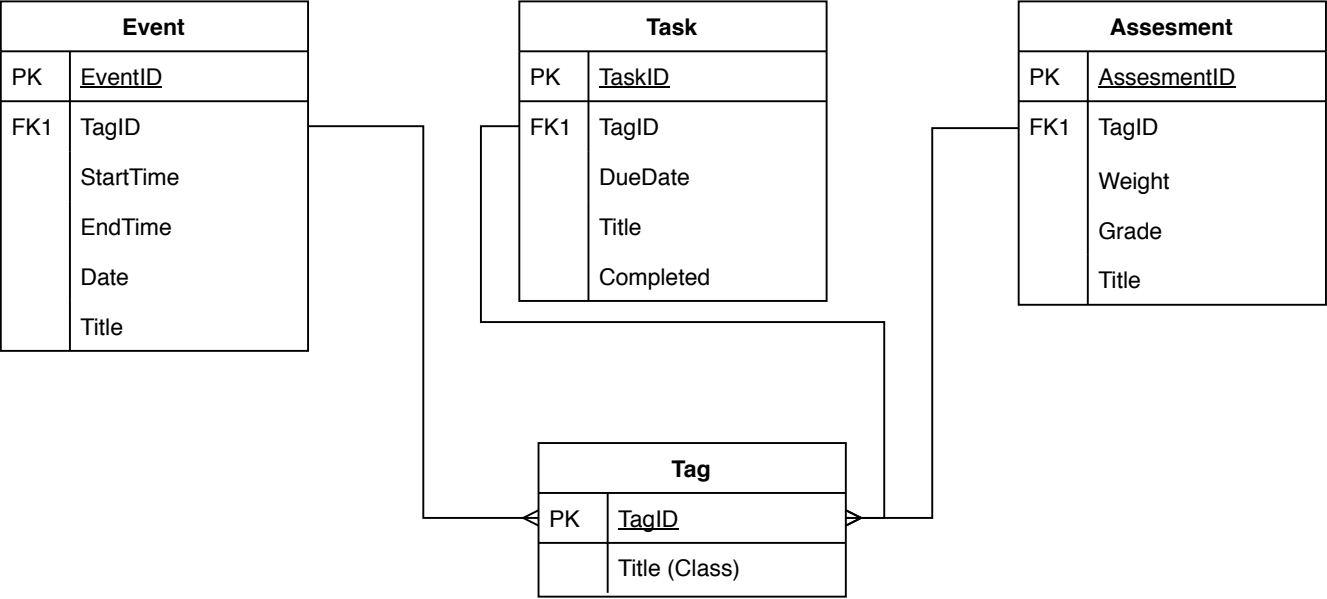 Event
PK EventID
FK1 TagID
StartTime
EndTime
Date
Title
Task
PK TaskID
FK1 TagID
DueDate
Title
Completed
Assesment
PK AssesmentID
FK1 TagID
Weight
Grade
Title
Tag
PK TagID
Title (Class)